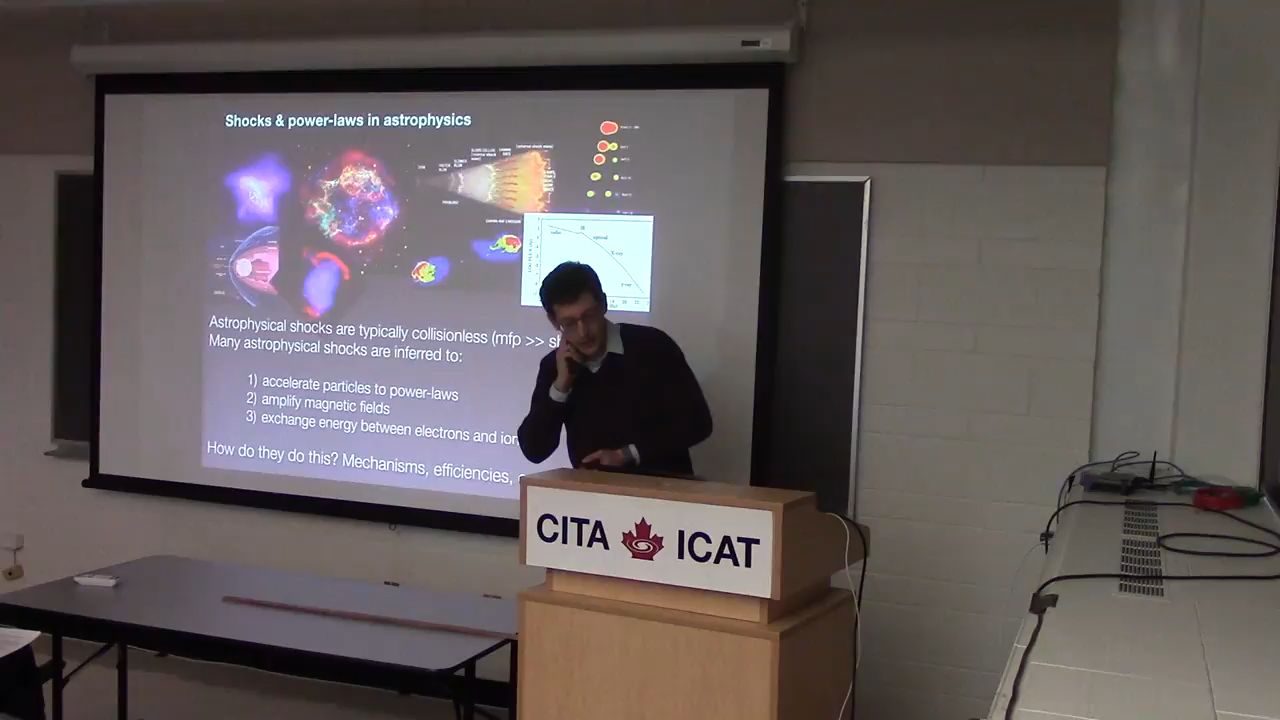 Shocks & power-laws in astrophysics
Astrophysical shocks are typically collisionless (mfp >> sh
Many astrophysical shocks are inferred to:
1) accelerate particles to power-laws
2) amplify magnetic fields
3) exchange energy between electrons and ion
How do they do this? Mechanisms, efficiencies,
CITA ICAT